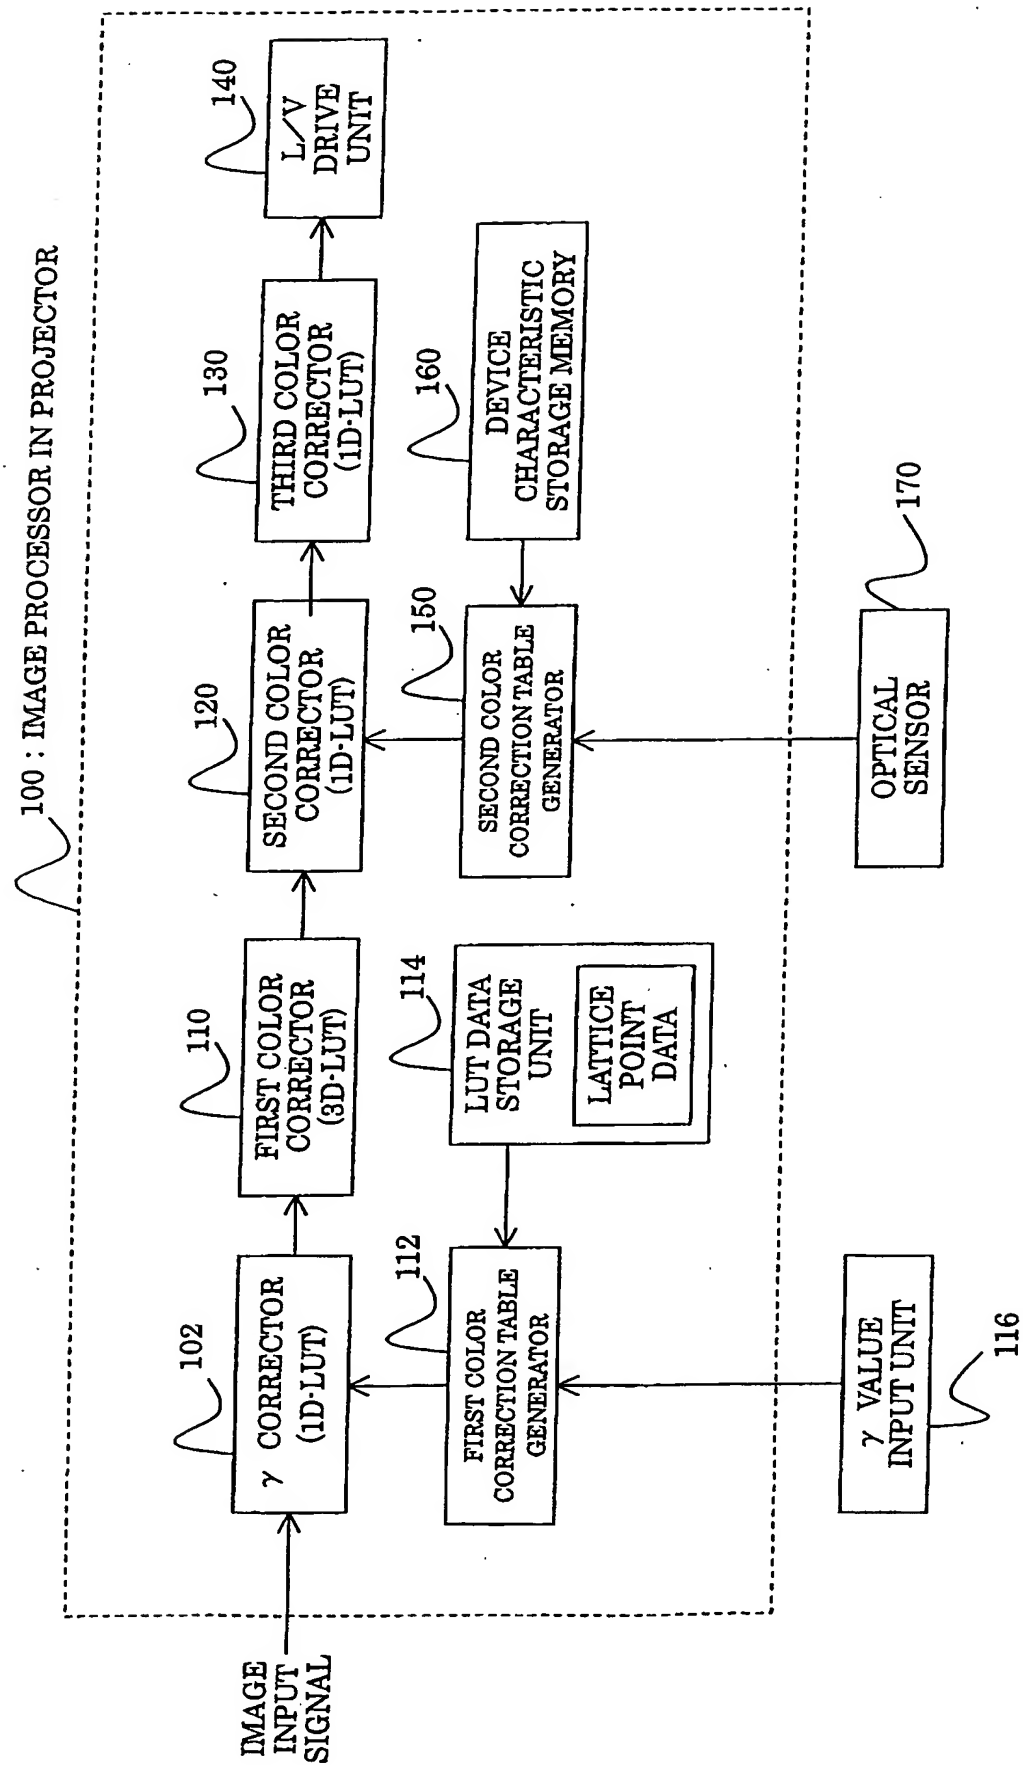 100 : IMAGE PROCESSOR IN PROJECTOR
IMAGE
INPUT
SIGNAL
102
γ CORRECTOR
(1D-LUT)
110
FIRST COLOR
CORRECTOR
(3D-LUT)
120
SECOND COLOR
CORRECTOR
(1D-LUT)
130
THIRD COLOR
CORRECTOR
(1D-LUT)
140
L/V
DRIVE
UNIT
112
FIRST COLOR
CORRECTION TABLE
GENERATOR
114
LUT DATA
STORAGE
UNIT
LATTICE
POINT
DATA
150
SECOND COLOR
CORRECTION TABLE
GENERATOR
160
DEVICE
CHARACTERISTIC
STORAGE MEMORY
γ VALUE
INPUT UNIT
116
OPTICAL
SENSOR
170